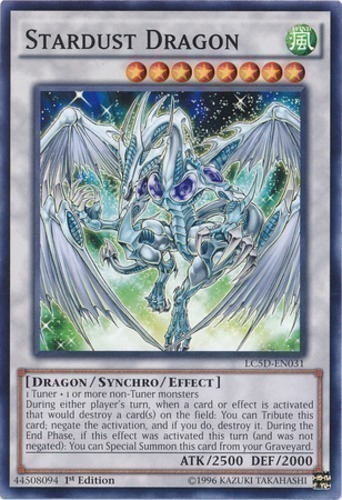 STARDUST DRAGON
風
LC5D-EN031
[DRAGON / SYNCHRO / EFFECT]
1 Tuner + 1 or more non-Tuner monsters
During either player's turn, when a card or effect is activated
that would destroy a card(s) on the field: You can Tribute this
card; negate the activation, and if you do, destroy it. During the
End Phase, if this effect was activated this turn (and was not
negated): You can Special Summon this card from your Graveyard.
ATK/2500 DEF/2000
44508094 1st Edition ©1996 KAZUKI TAKAHASHI